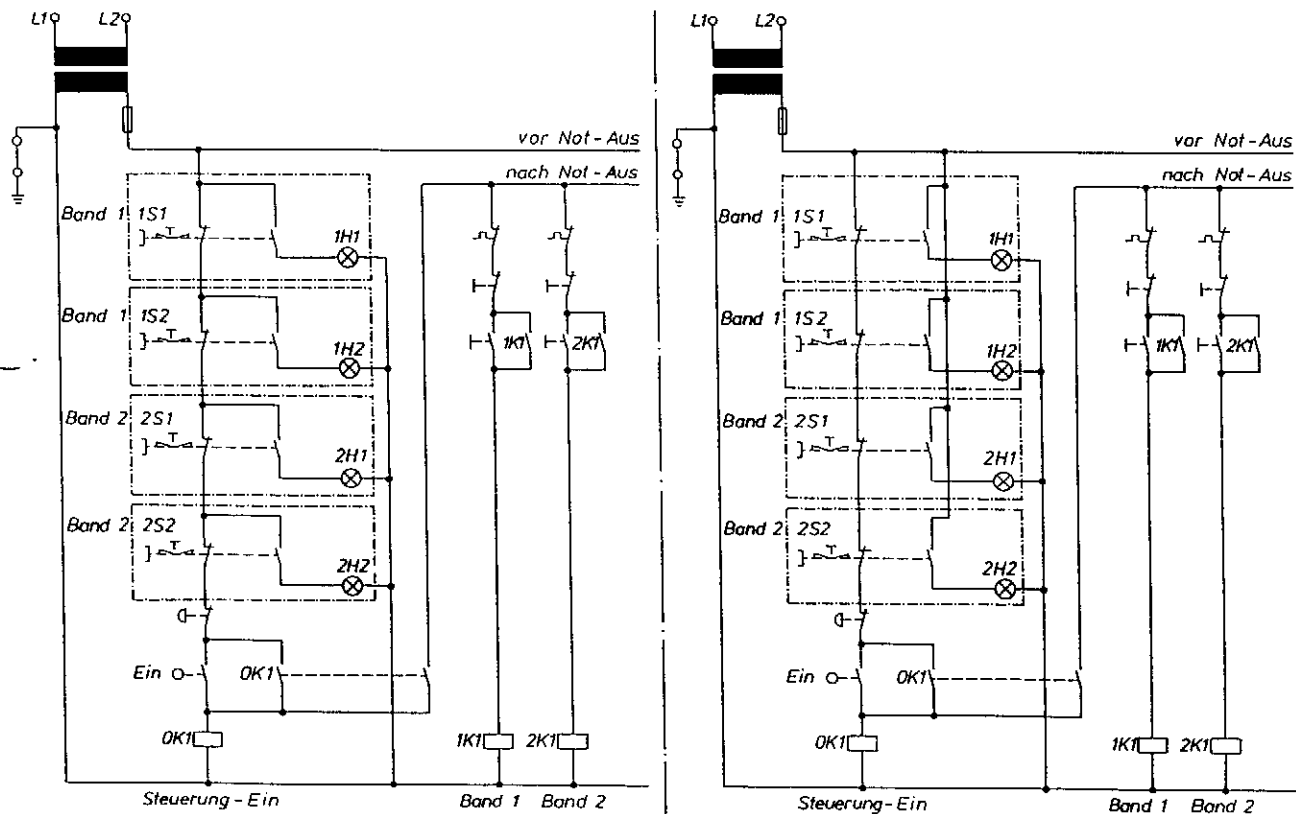 L1 L2
vor Not-Aus
nach Not-Aus
Band 1 1S1
1H1
Band 1 1S2
1H2
1K1 2K1
Band 2 2S1
2H1
Band 2 2S2
2H2
Ein 0K1
0K1 1K1 2K1
Steuerung-Ein Band 1 Band 2
L1 L2
vor Not-Aus
nach Not-Aus
Band 1 1S1
1H1
Band 1 1S2
1H2
1K1 2K1
Band 2 2S1
2H1
Band 2 2S2
2H2
Ein 0K1
0K1 1K1 2K1
Steuerung-Ein Band 1 Band 2